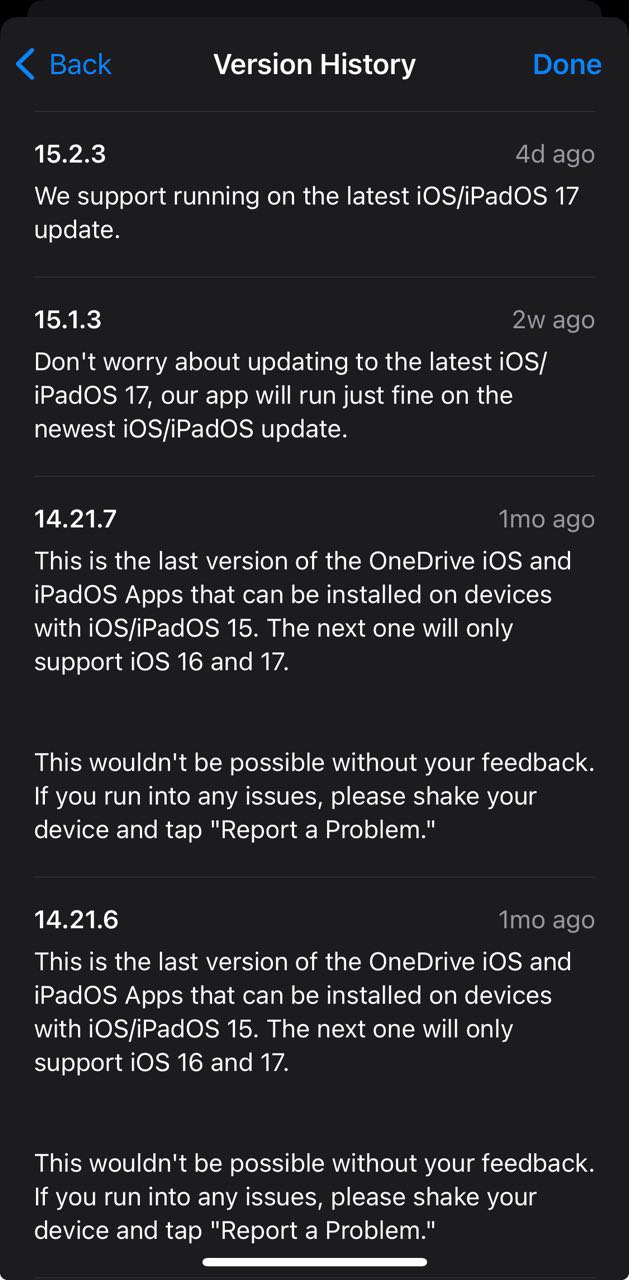 Back
Version History
Done
15.2.3
4d ago
We support running on the latest iOS/iPadOS 17
update.
15.1.3
2w ago
Don't worry about updating to the latest iOS/
iPadOS 17, our app will run just fine on the
newest iOS/iPadOS update.
14.21.7
1mo ago
This is the last version of the OneDrive iOS and
iPadOS Apps that can be installed on devices
with iOS/iPadOS 15. The next one will only
support iOS 16 and 17.
This wouldn't be possible without your feedback.
If you run into any issues, please shake your
device and tap "Report a Problem."
14.21.6
1mo ago
This is the last version of the OneDrive iOS and
iPadOS Apps that can be installed on devices
with iOS/iPadOS 15. The next one will only
support iOS 16 and 17.
This wouldn't be possible without your feedback.
If you run into any issues, please shake your
device and tap "Report a Problem."